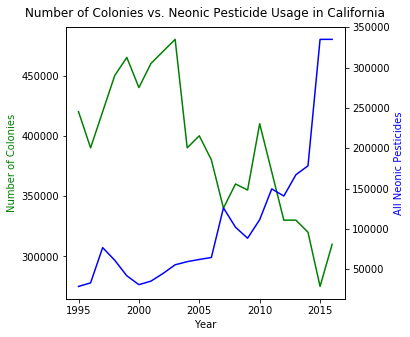 Number of Colonies vs. Neonic Pesticide Usage in California
350000
450000
300000
250000
400000
200000
350000
150000
100000
300000
50000
Number of Colonies
All Neonic Pesticides
1995 2000 2005 2010 2015
Year